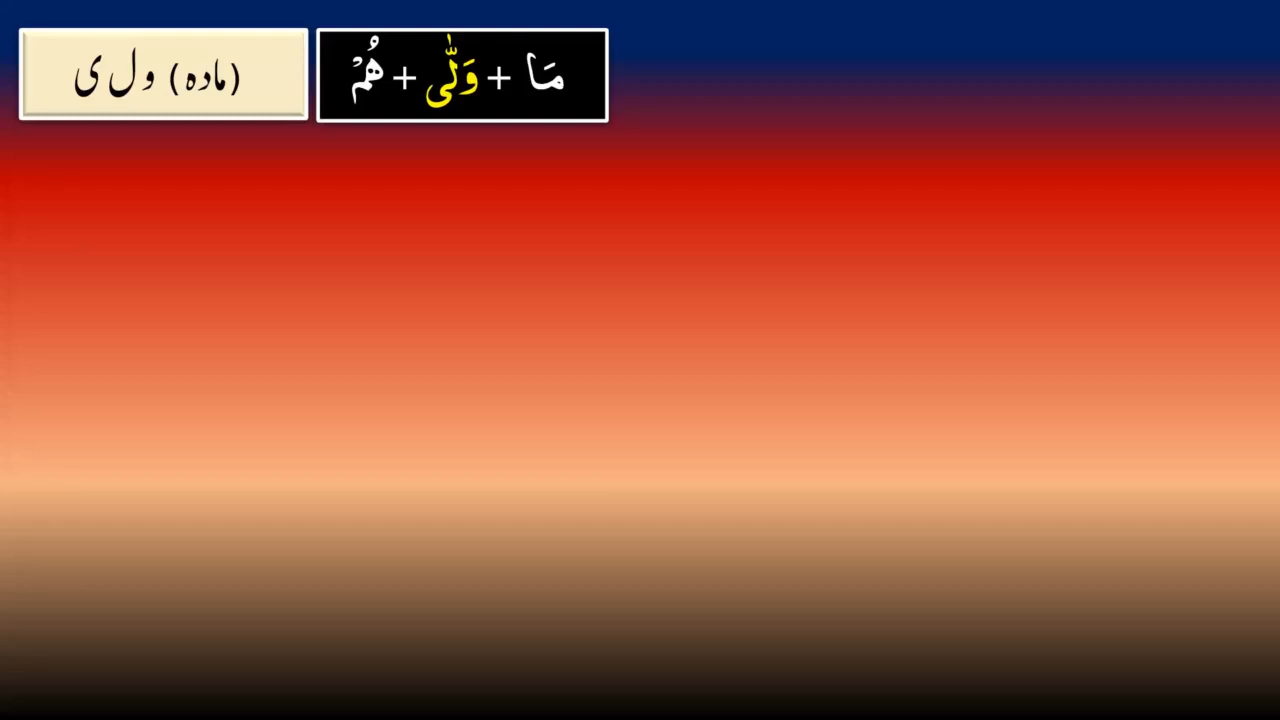 مَا + وَلّٰى + هُمْ
(مادہ) و ل ی